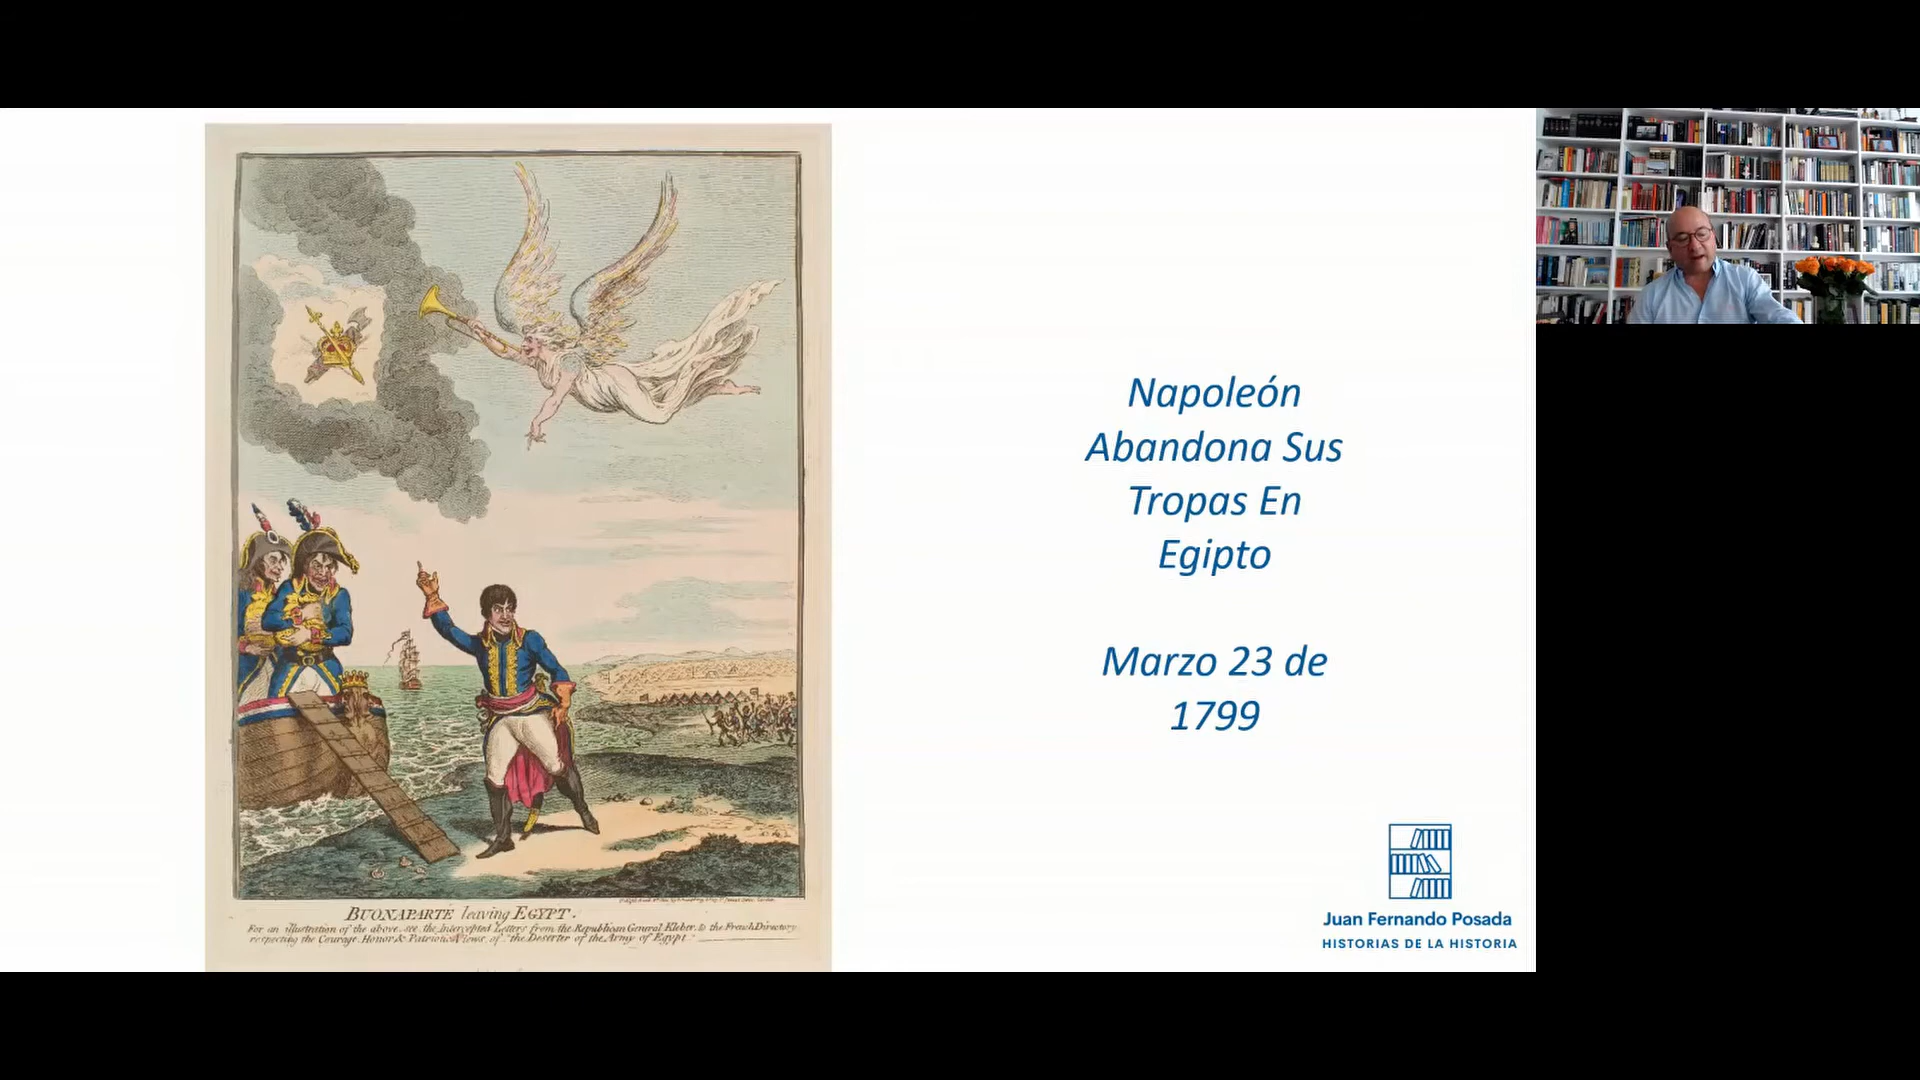 BUONAPARTE leaving EGYPT.
For an illustration of the above, see the Intercepted Letters from the Republican General Kleber, to the French Directory
respecting the Courage, Honor & Patriotic Views of "the Deserter of the Army of Egypt".
Napoleón
Abandona Sus
Tropas En
Egipto
Marzo 23 de
1799
Juan Fernando Posada
HISTORIAS DE LA HISTORIA